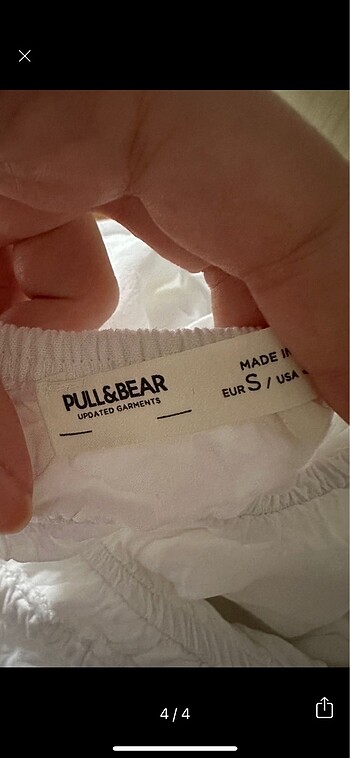 PULL&BEAR
UPDATED GARMENTS
MADE IN
EUR S / USA
4/4